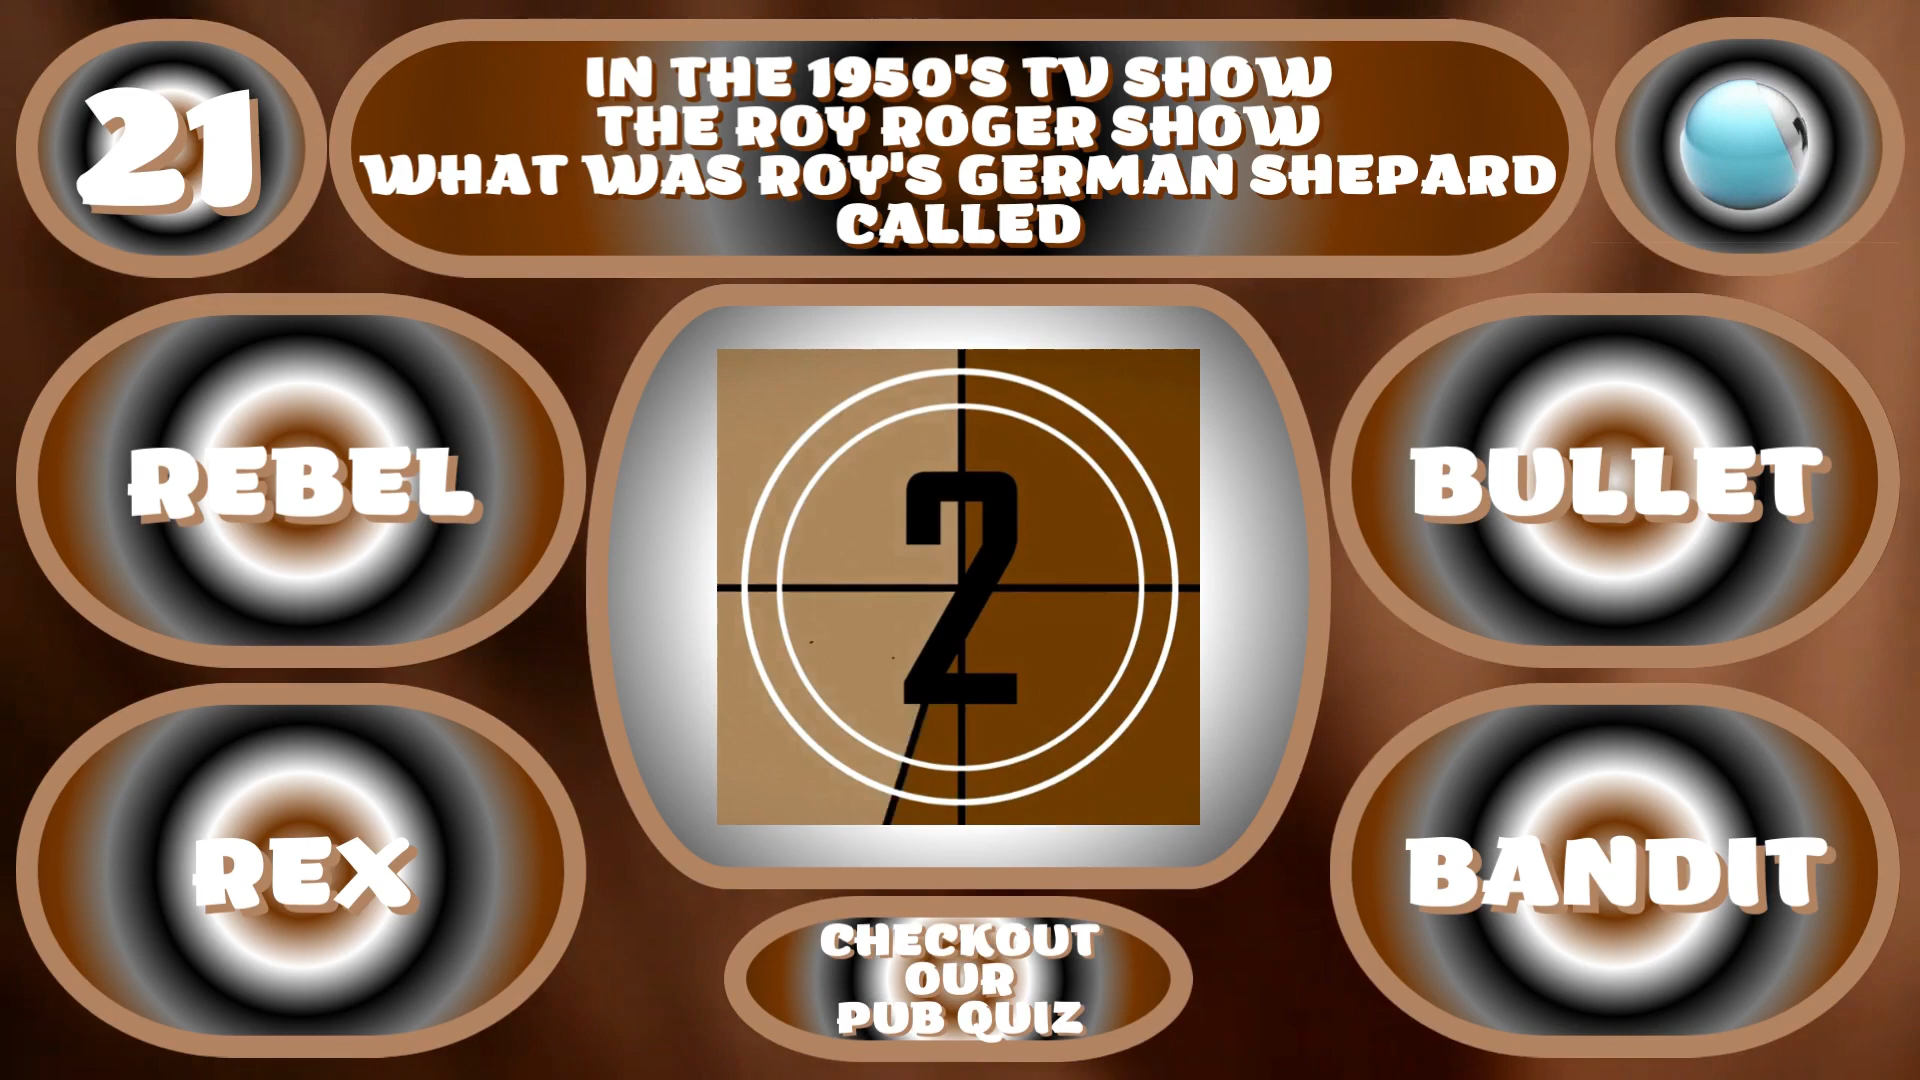 21
IN THE 1950'S TV SHOW
THE ROY ROGER SHOW
WHAT WAS ROY'S GERMAN SHEPARD
CALLED
REBEL
BULLET
2
REX
BANDIT
CHECKOUT
OUR
PUB QUIZ